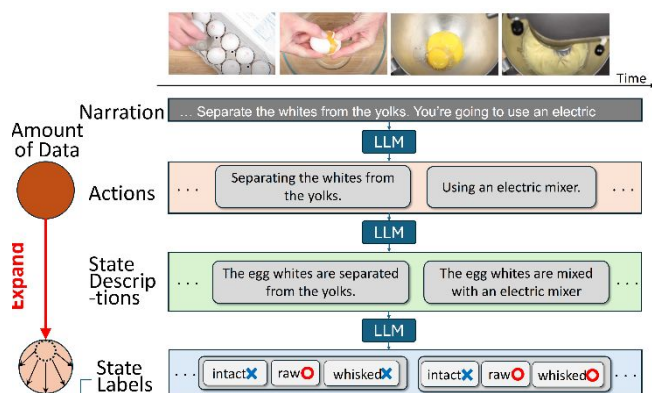 Time
Narration
... Separate the whites from the yolks. You're going to use an electric
LLM
Amount
of Data
Actions
. . .
Separating the whites from
the yolks.
Using an electric mixer.
. . .
LLM
Expand
State
Descrip
-tions
. . .
The egg whites are separated
from the yolks.
The egg whites are mixed
with an electric mixer
. . .
LLM
State
Labels
. . .
intact
raw
whisked
intact
raw
whisked
. . .